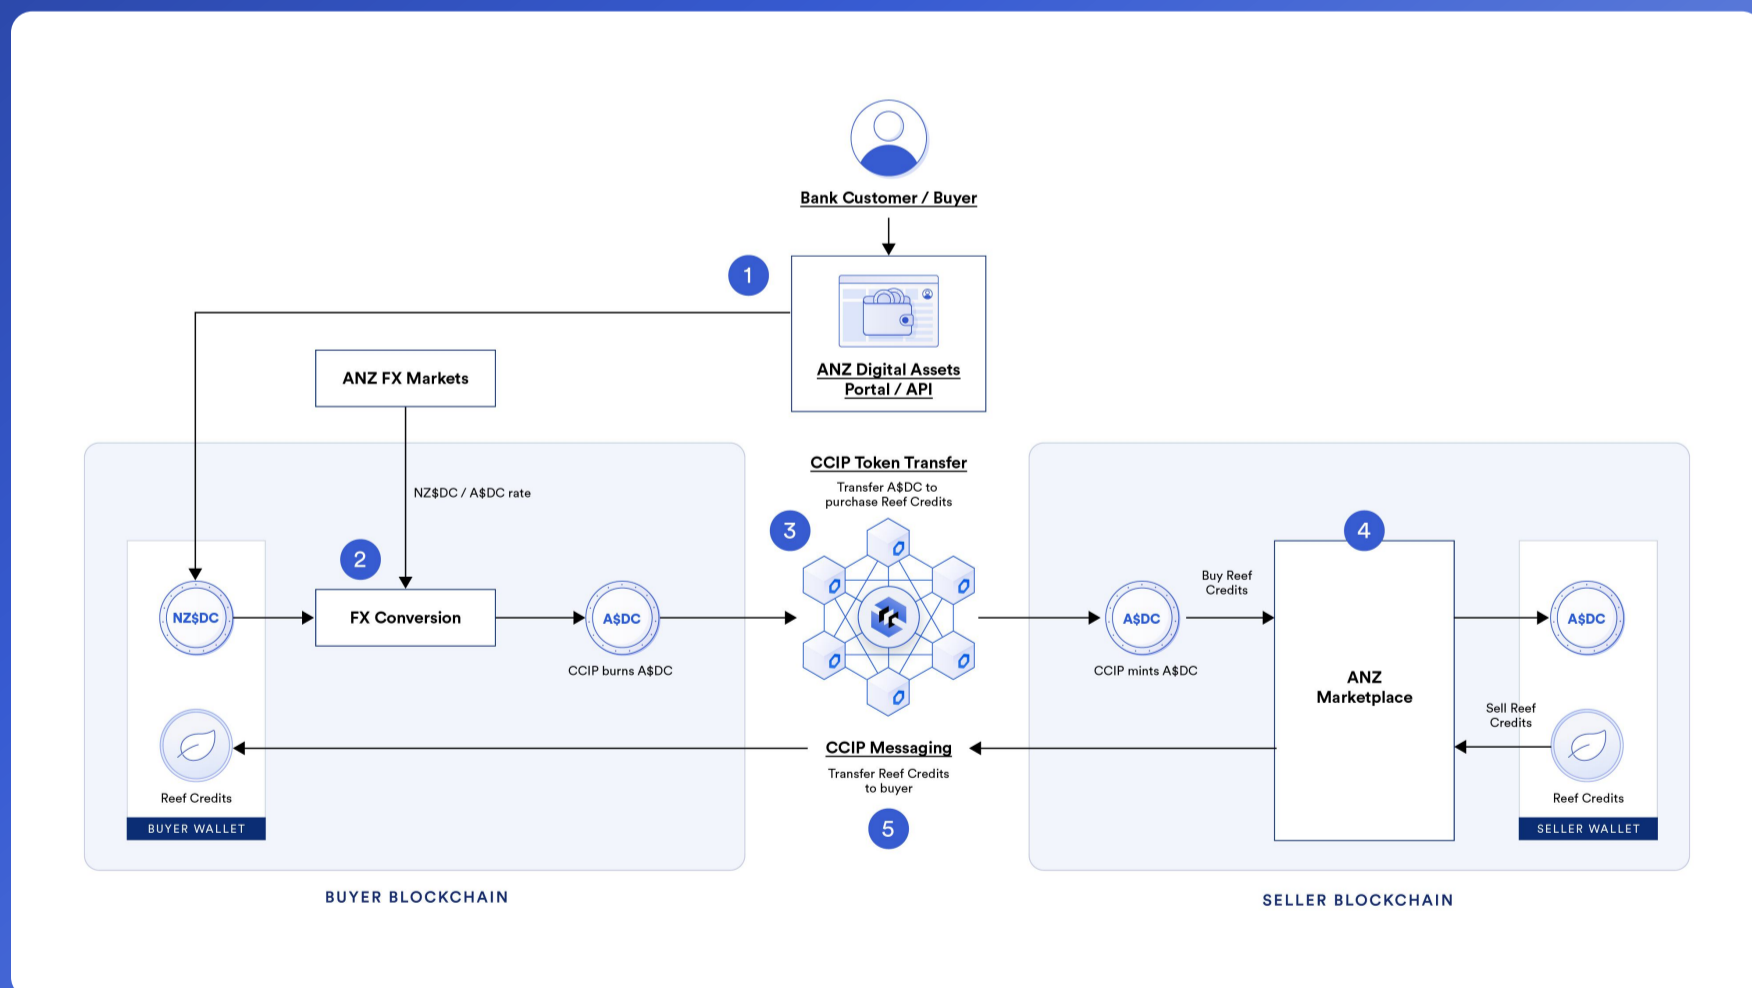 Bank Customer / Buyer
1
ANZ Digital Assets
Portal / API
ANZ FX Markets
NZ$DC / A$DC rate
2
NZ$DC
FX Conversion
A$DC
CCIP burns A$DC
Reef Credits
BUYER WALLET
BUYER BLOCKCHAIN
CCIP Token Transfer
Transfer A$DC to
purchase Reef Credits
3
CCIP Messaging
Transfer Reef Credits
to buyer
5
A$DC
CCIP mints A$DC
Buy Reef
Credits
4
ANZ
Marketplace
A$DC
Sell Reef
Credits
Reef Credits
SELLER WALLET
SELLER BLOCKCHAIN